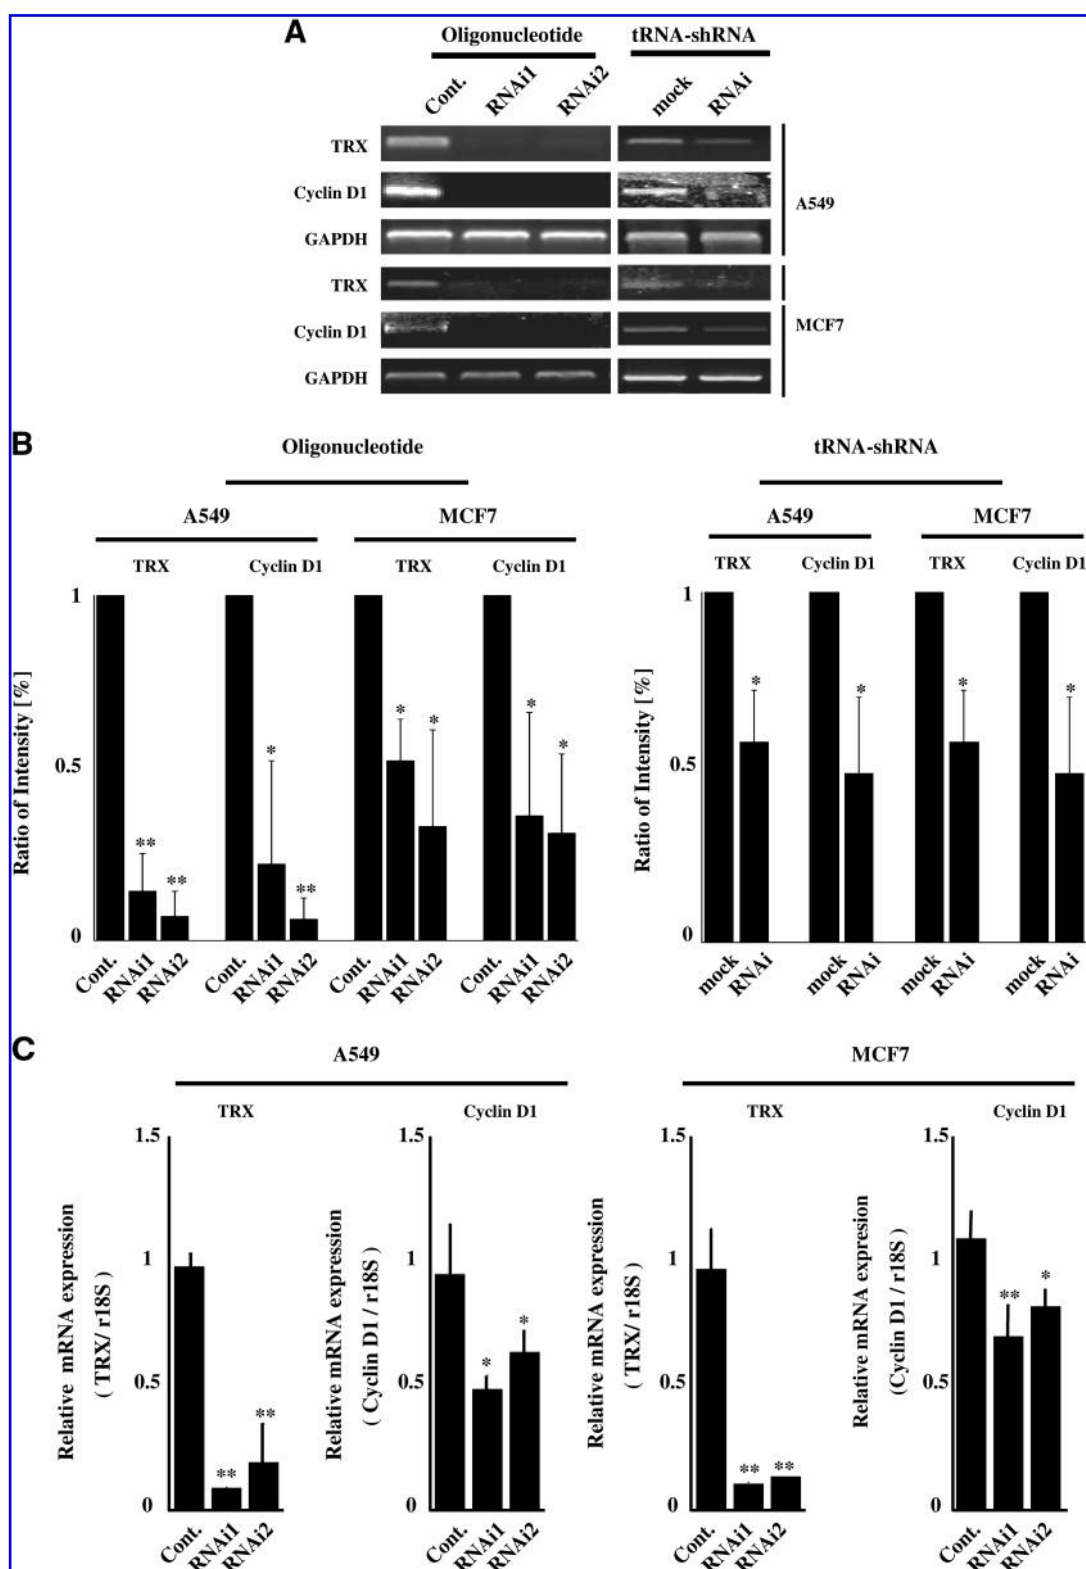 A
Oligonucleotide tRNA-shRNA
Cont. RNAi1 RNAi2 mock RNAi
TRX
Cyclin D1
A549
GAPDH
TRX
Cyclin D1
MCF7
GAPDH
B
Oligonucleotide tRNA-shRNA
A549 MCF7 A549 MCF7
TRX Cyclin D1 TRX Cyclin D1 TRX Cyclin D1 TRX Cyclin D1
Ratio of Intensity [%]
1
0.5
0
** ** * ** * * * *
Cont. RNAi1 RNAi2 Cont. RNAi1 RNAi2 Cont. RNAi1 RNAi2 Cont. RNAi1 RNAi2
Ratio of Intensity [%]
1
0.5
0
* * * *
mock RNAi mock RNAi mock RNAi mock RNAi
C
A549 MCF7
TRX Cyclin D1 TRX Cyclin D1
Relative mRNA expression
( TRX/ r18S )
1.5
1
0.5
0
** **
Cont. RNAi1 RNAi2
Relative mRNA expression
( Cyclin D1 / r18S )
1.5
1
0.5
0
* *
Cont. RNAi1 RNAi2
Relative mRNA expression
( TRX/ r18S )
1.5
1
0.5
0
** **
Cont. RNAi1 RNAi2
Relative mRNA expression
(Cyclin D1 / r18S)
1.5
1
0.5
0
** *
Cont. RNAi1 RNAi2